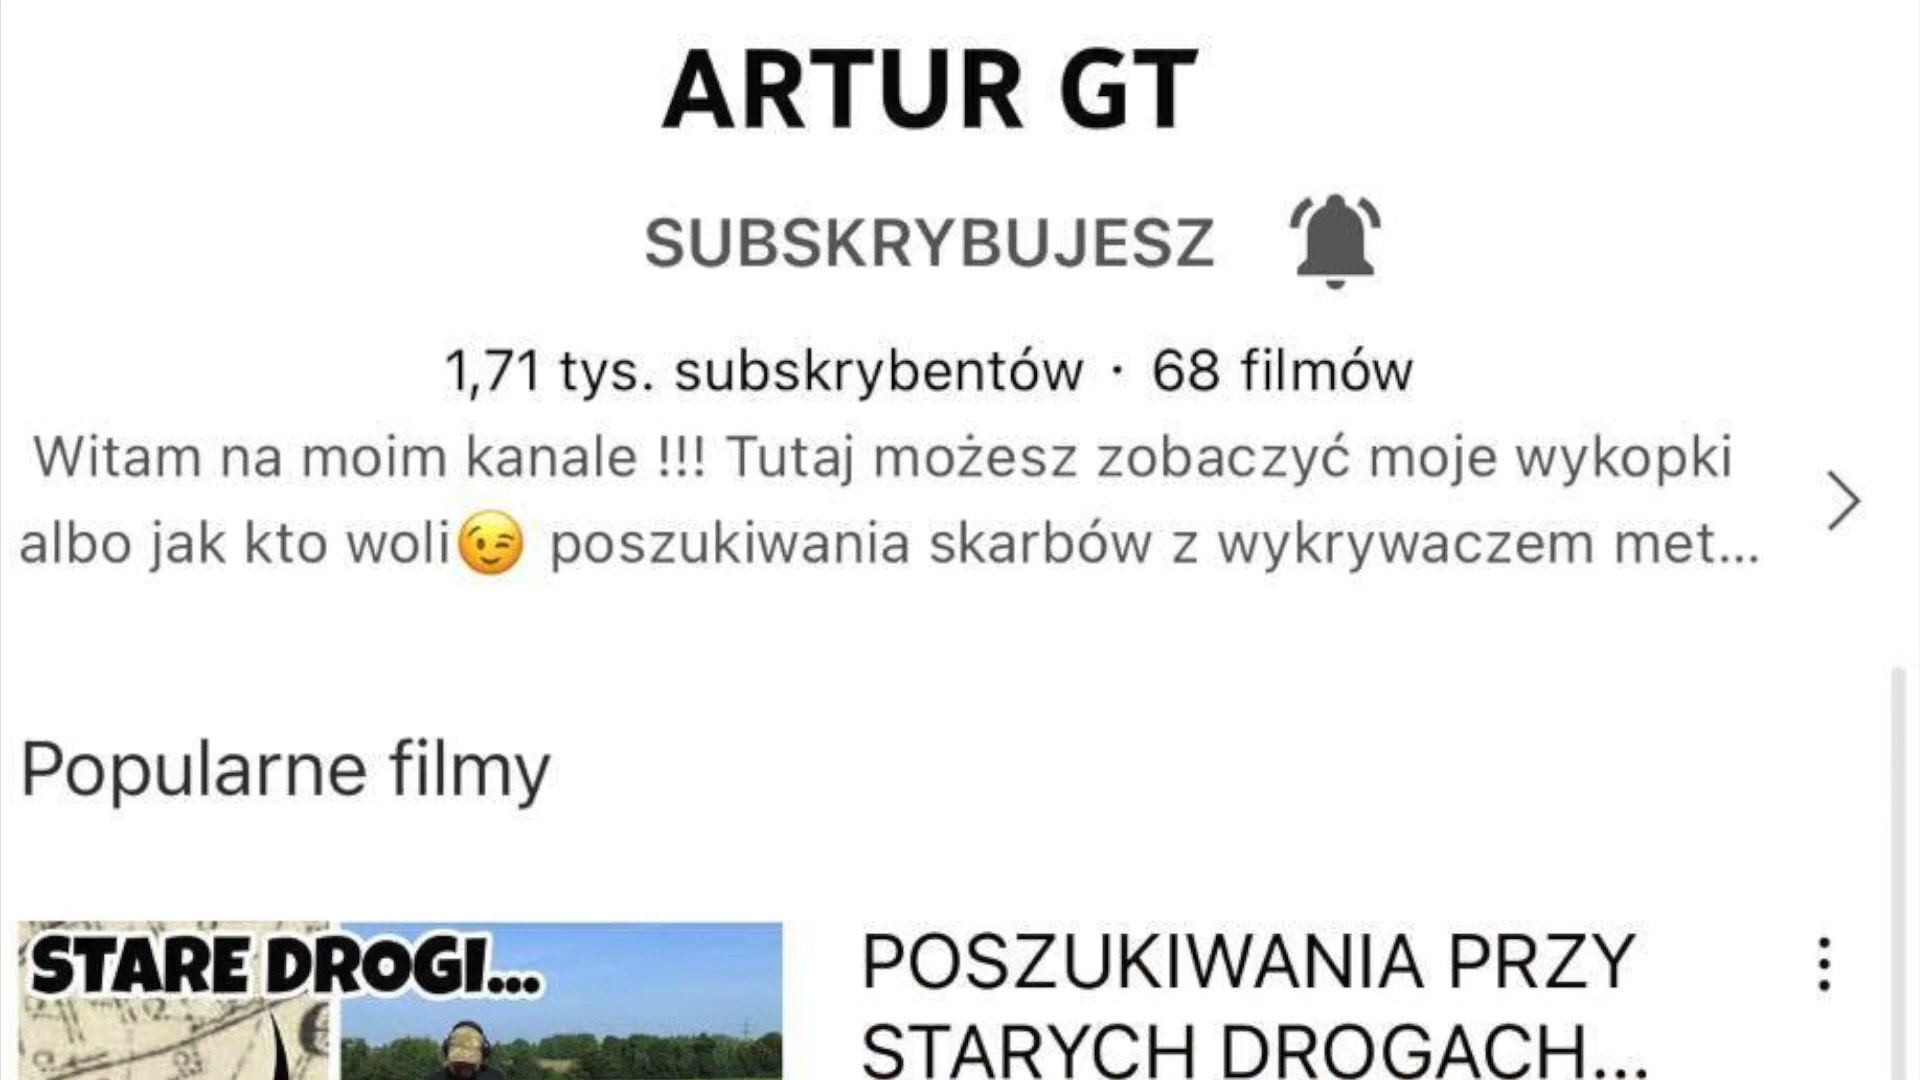 ARTUR GT
SUBSKRYBUJESZ
1,71 tys. subskrybentów · 68 filmów
Witam na moim kanale !!! Tutaj możesz zobaczyć moje wykopki
albo jak kto woli😉 poszukiwania skarbów z wykrywaczem met...
Popularne filmy
STARE DROGI...
POSZUKIWANIA PRZY
STARYCH DROGACH...